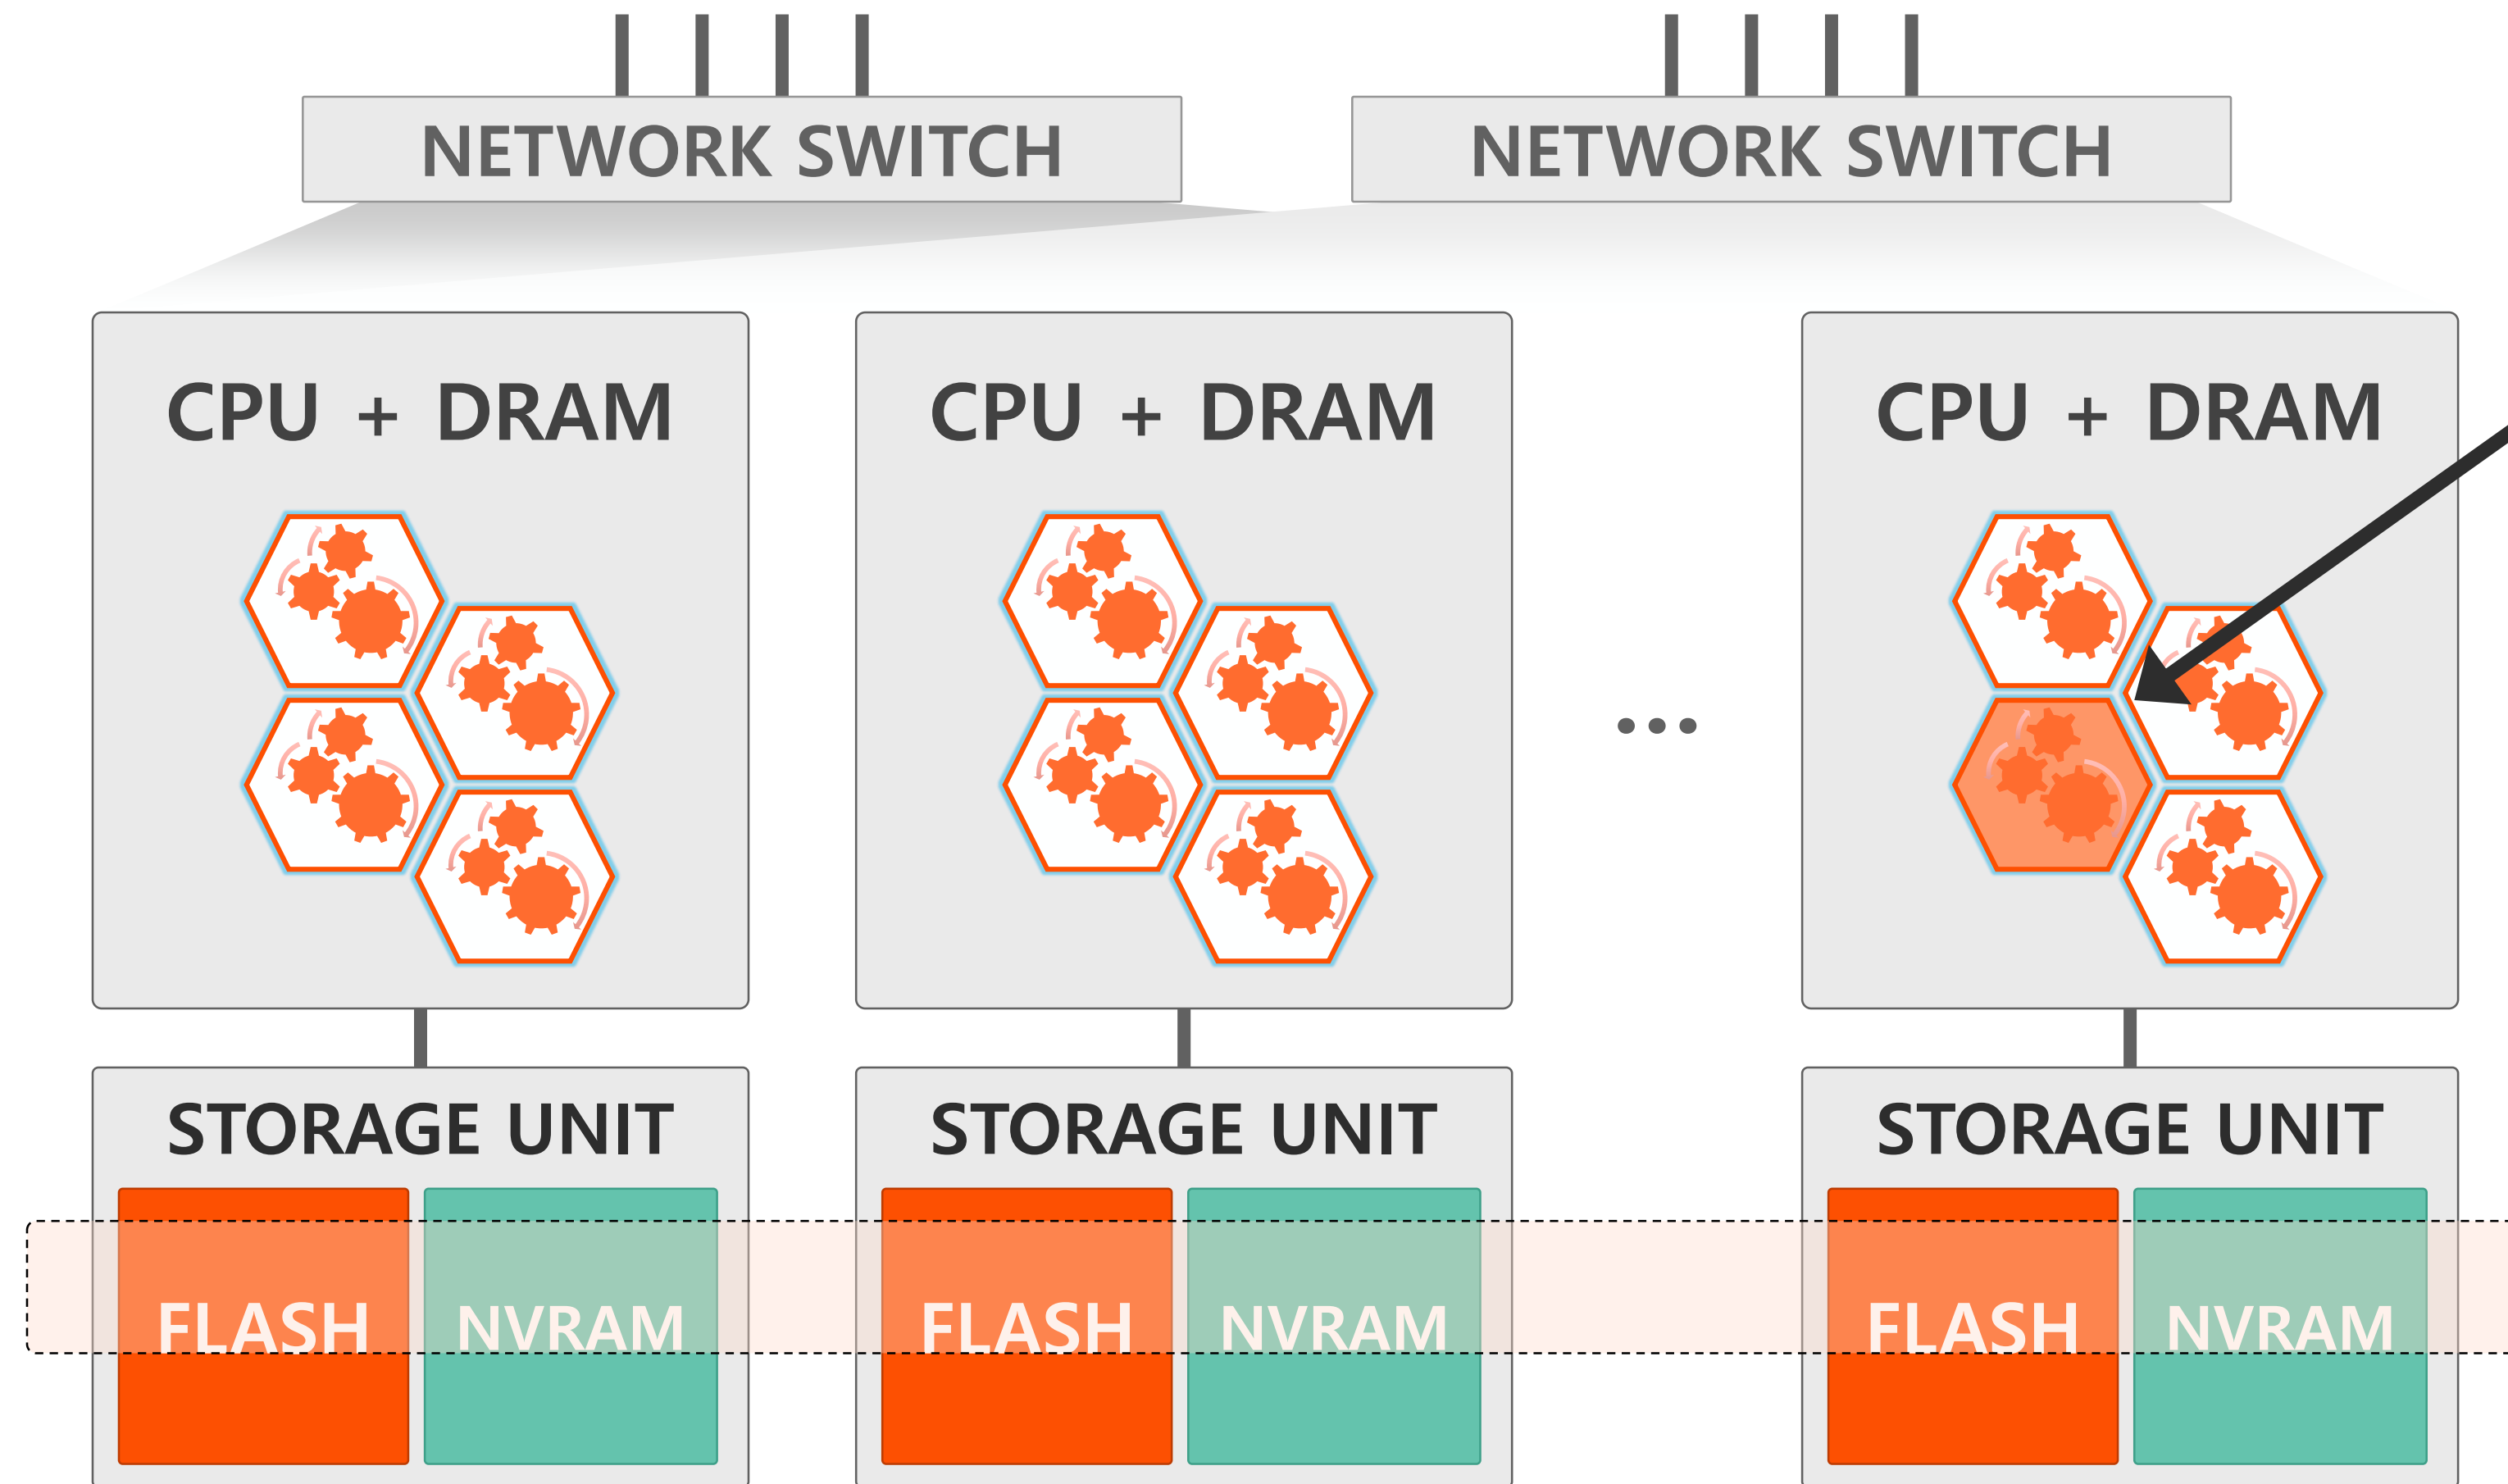 NETWORK SWITCH
NETWORK SWITCH
CPU + DRAM
CPU + DRAM
CPU + DRAM
...
STORAGE UNIT
STORAGE UNIT
STORAGE UNIT
FLASH
NVRAM
FLASH
NVRAM
FLASH
NVRAM